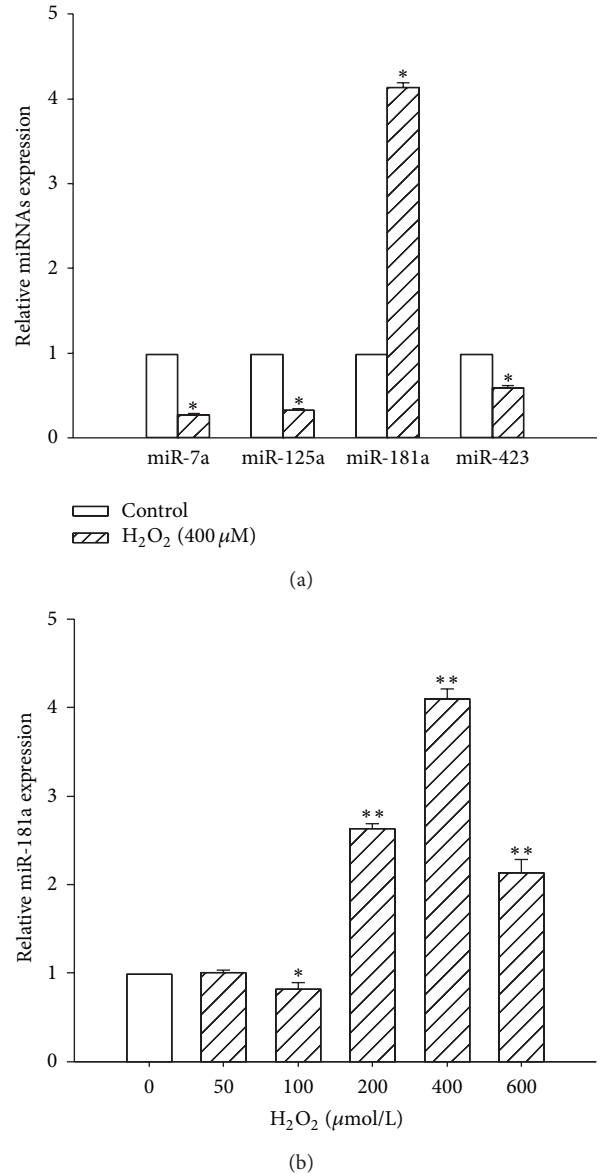 5
4
3
2
1
0
Relative miRNAs expression
*
*
*
*
miR-7a miR-125a miR-181a miR-423
Control
H₂O₂ (400 μM)
(a)
5
4
3
2
1
0
Relative miR-181a expression
*
**
**
**
0 50 100 200 400 600
H₂O₂ (μmol/L)
(b)